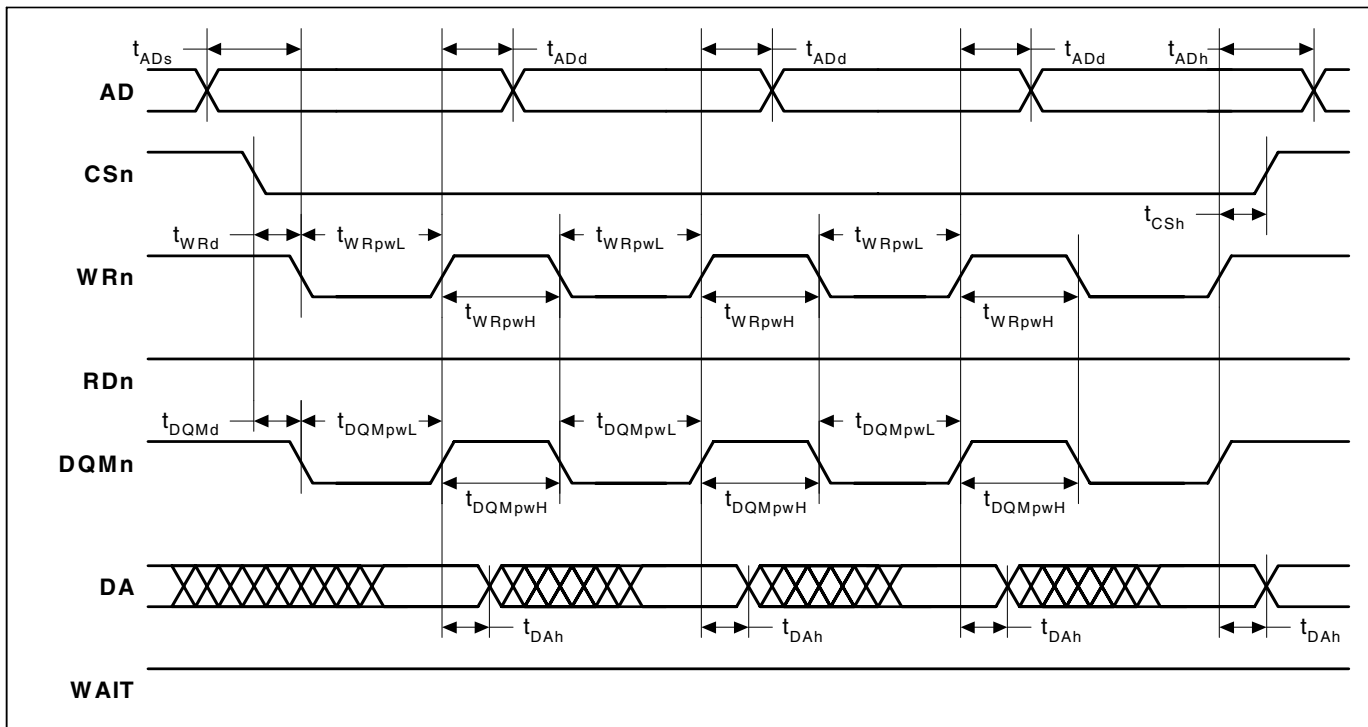 tADs tADd tADd tADd tADh
AD
CSn
tCSh
tWRd tWRpwL tWRpwL tWRpwL
WRn
tWRpwH tWRpwH tWRpwH
RDn
tDQMd tDQMpwL tDQMpwL tDQMpwL
DQMn
tDQMpwH tDQMpwH tDQMpwH
DA
tDAh tDAh tDAh tDAh
WAIT